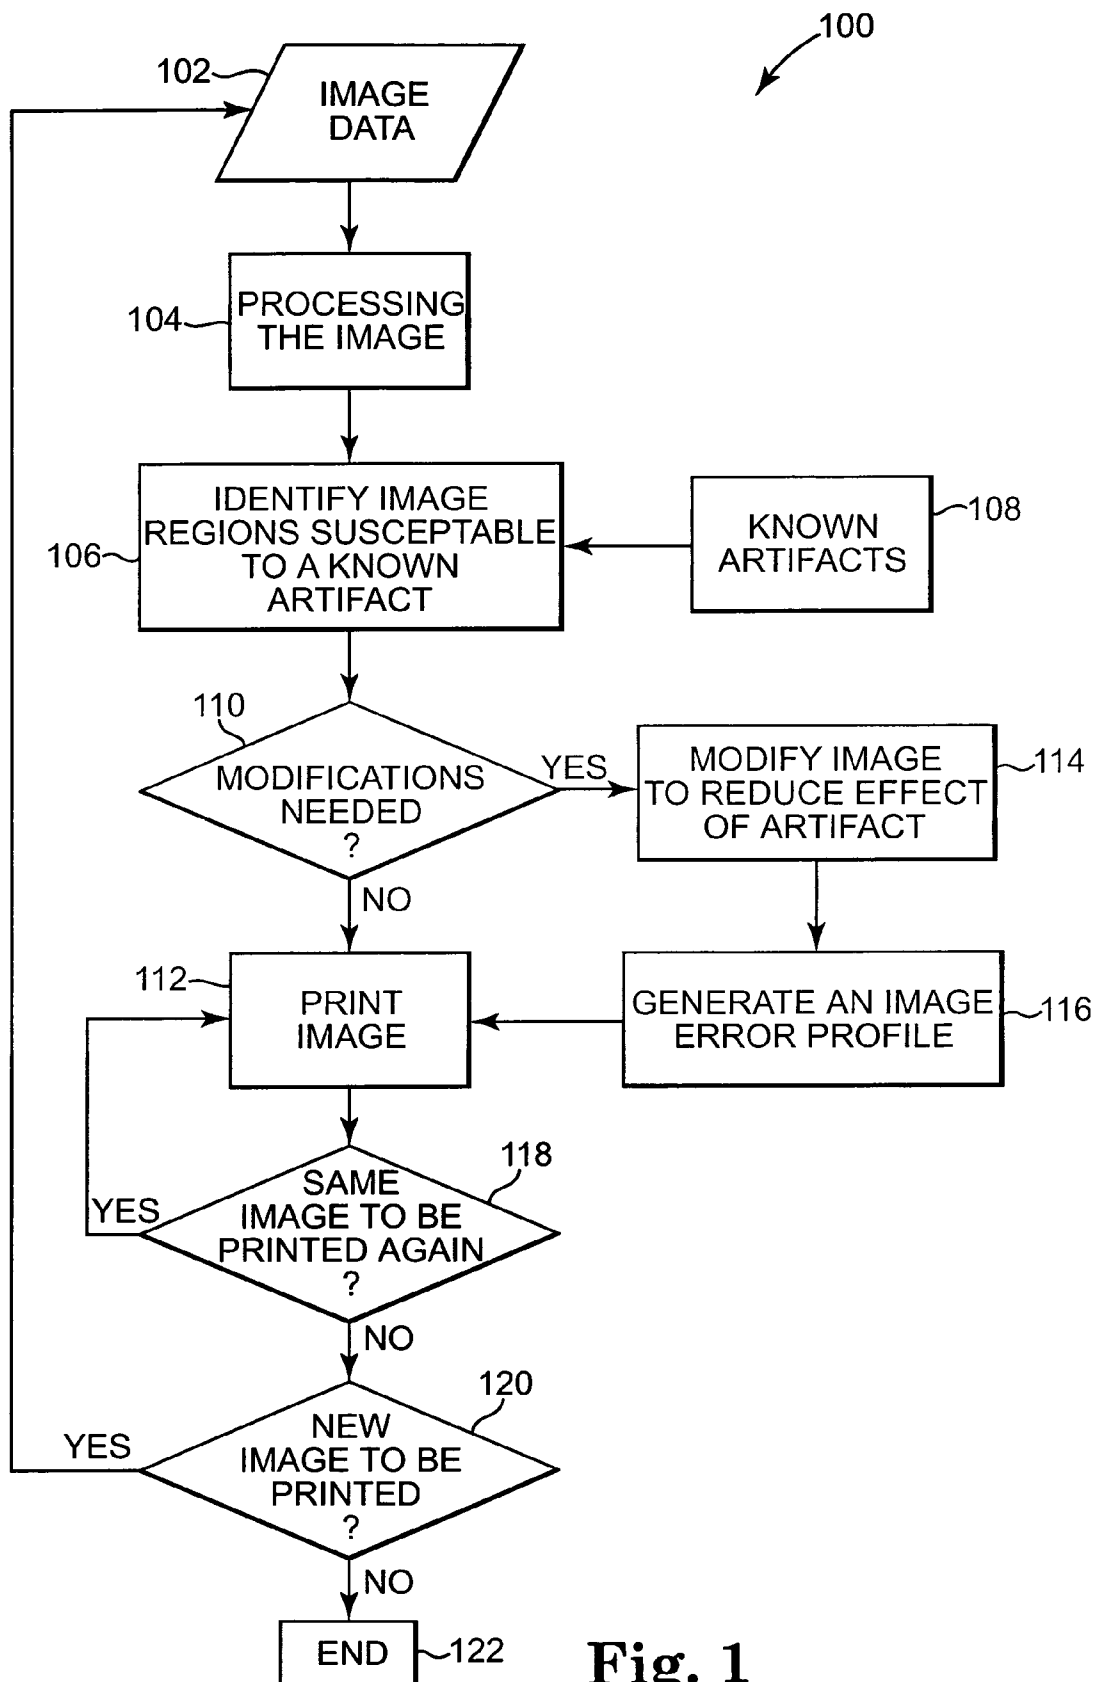 100
102
IMAGE
DATA
104
PROCESSING
THE IMAGE
106
IDENTIFY IMAGE
REGIONS SUSCEPTABLE
TO A KNOWN
ARTIFACT
KNOWN
ARTIFACTS
108
110
MODIFICATIONS
NEEDED
?
YES
MODIFY IMAGE
TO REDUCE EFFECT
OF ARTIFACT
114
NO
112
PRINT
IMAGE
GENERATE AN IMAGE
ERROR PROFILE
116
118
SAME
IMAGE TO BE
PRINTED AGAIN
?
YES
NO
120
NEW
IMAGE TO BE
PRINTED
?
YES
NO
END
122
Fig. 1